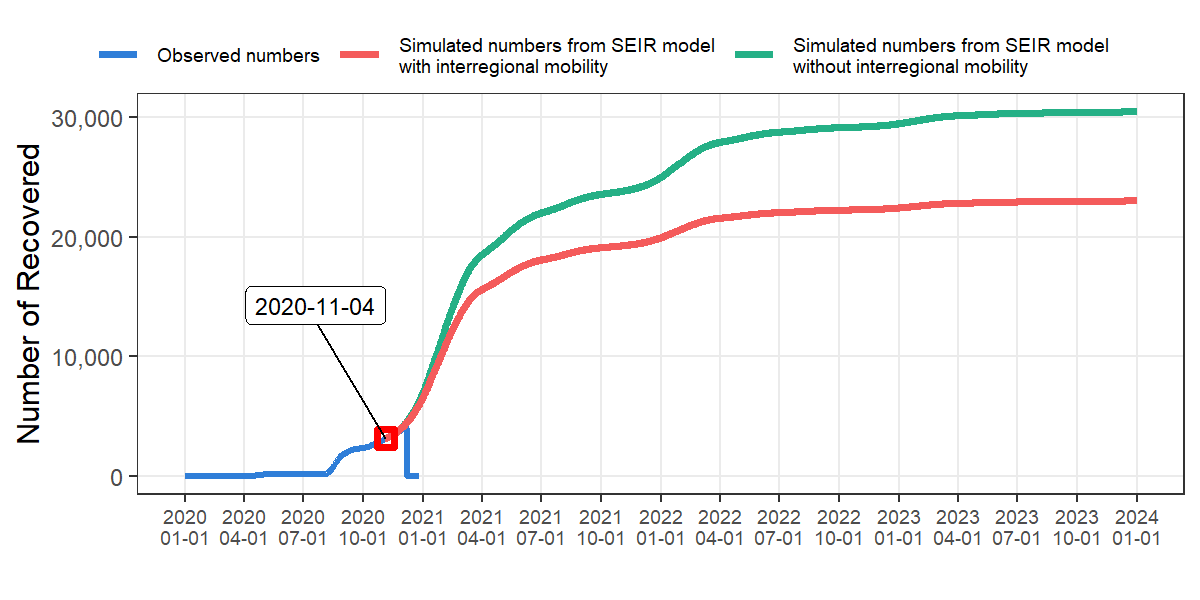 Observed numbers
Simulated numbers from SEIR model
with interregional mobility
Simulated numbers from SEIR model
without interregional mobility
Number of Recovered
30,000
20,000
10,000
0
2020-11-04
2020 2020 2020 2020 2021 2021 2021 2021 2022 2022 2022 2022 2023 2023 2023 2023 2024
01-01 04-01 07-01 10-01 01-01 04-01 07-01 10-01 01-01 04-01 07-01 10-01 01-01 04-01 07-01 10-01 01-01